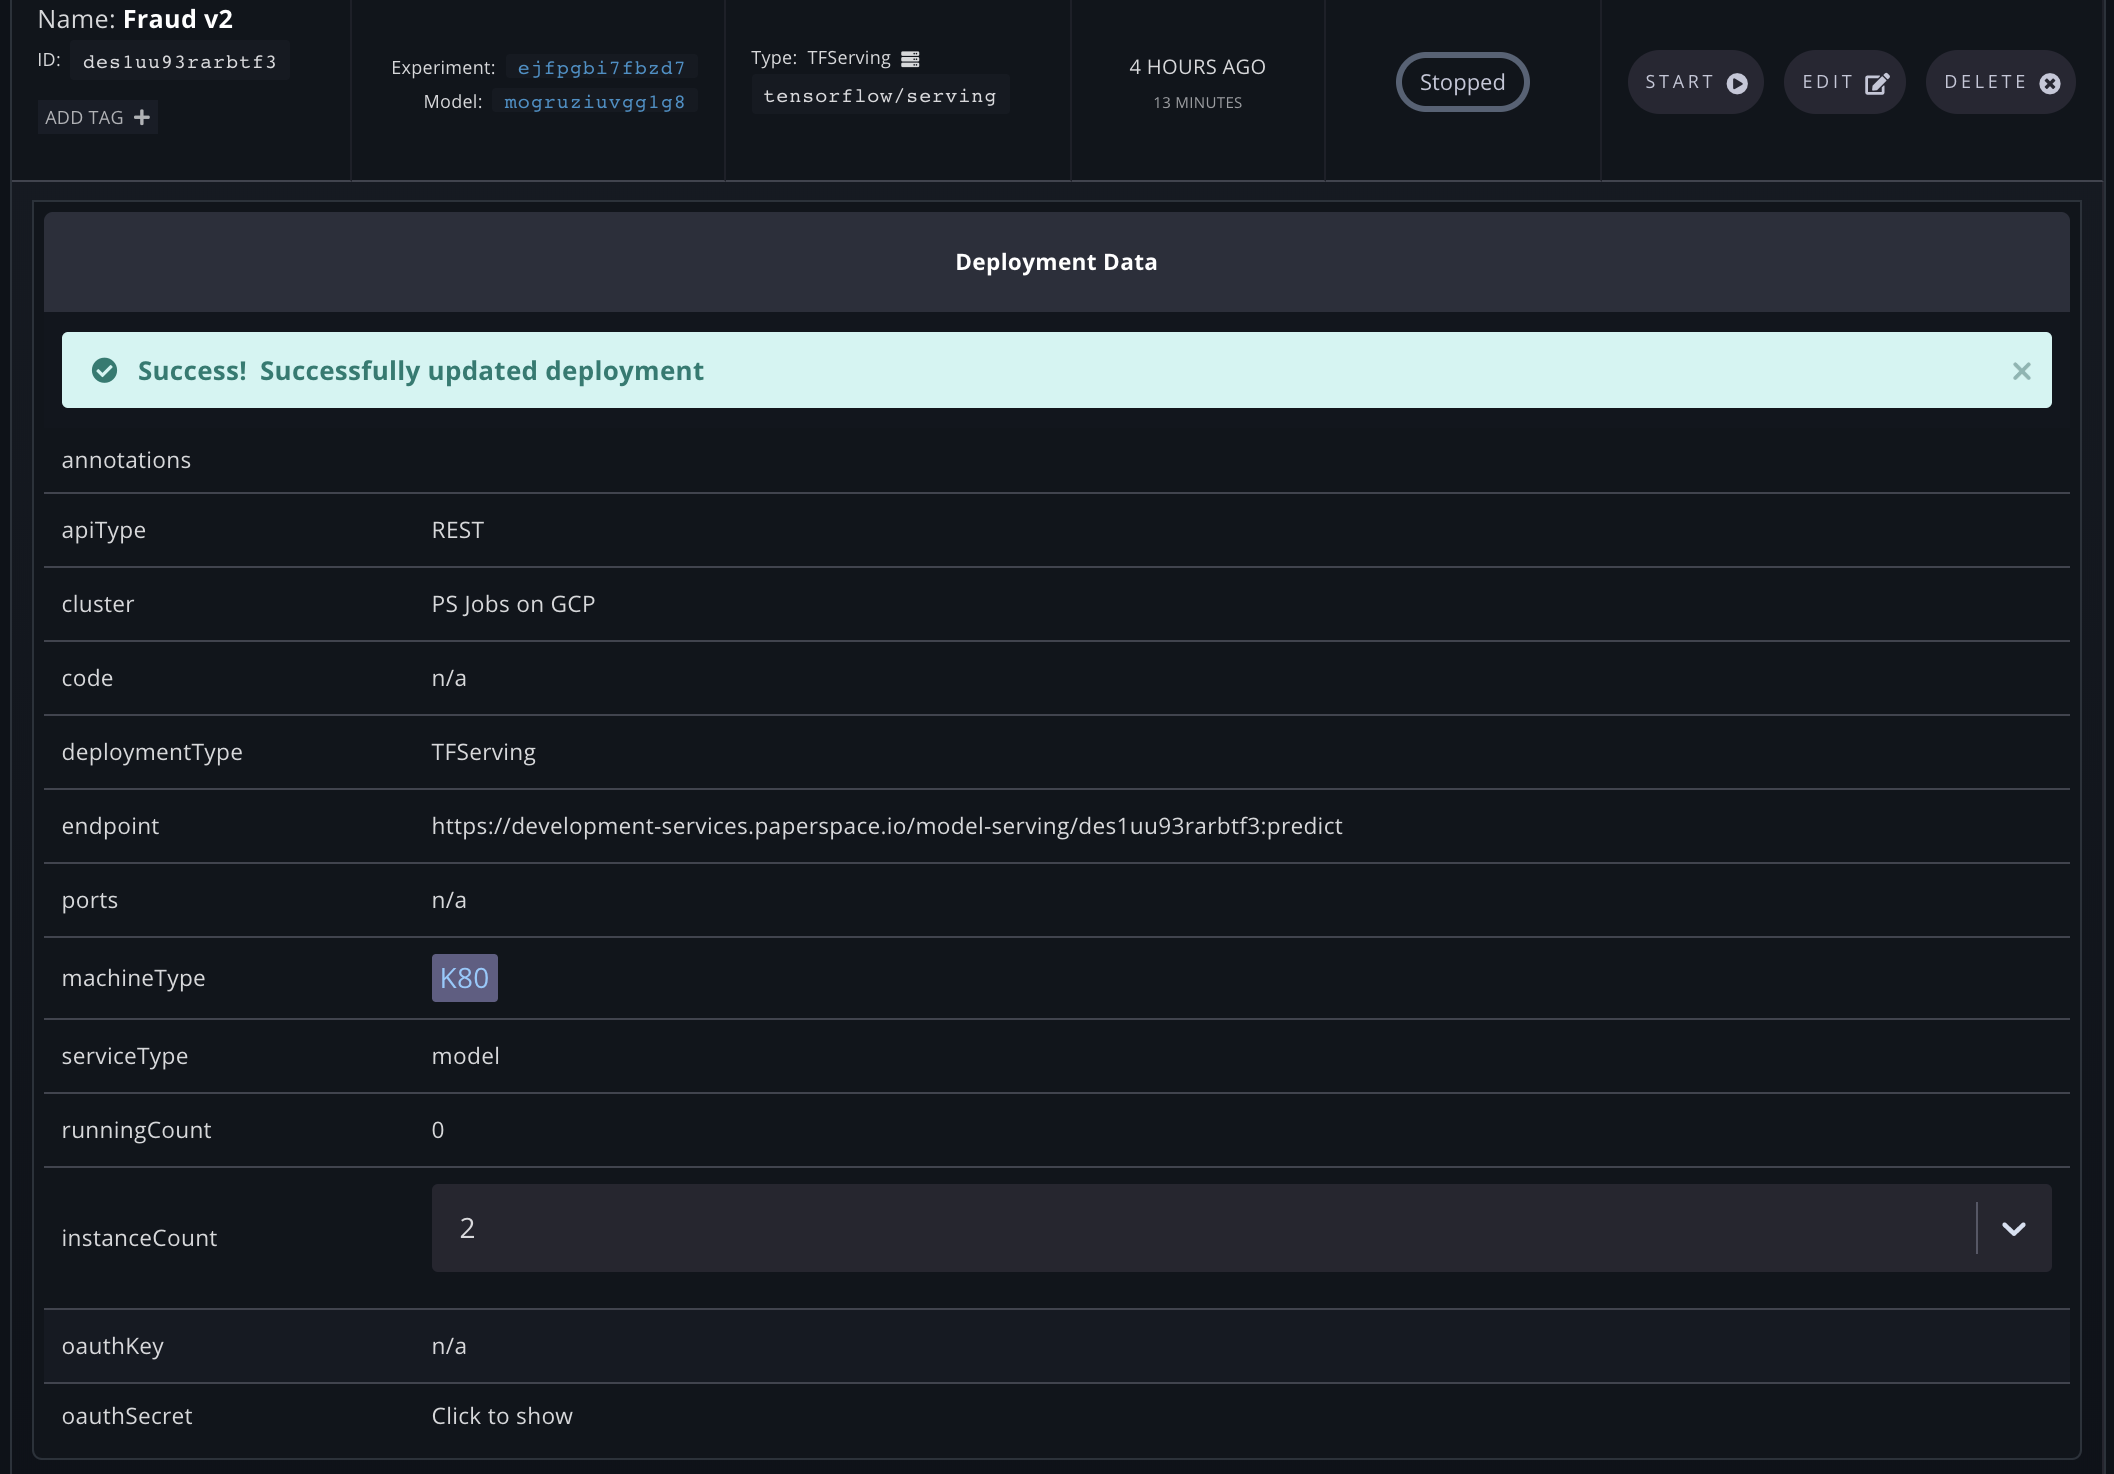 Name: Fraud v2
ID: des1uu93rarbtf3
ADD TAG
Experiment: ejfpgbi7fbzd7
Model: mogruziuvgg1g8
Type: TFServing
tensorflow/serving
4 HOURS AGO
13 MINUTES
Stopped
START
EDIT
DELETE
Deployment Data
Success! Successfully updated deployment
annotations
apiType REST
cluster PS Jobs on GCP
code n/a
deploymentType TFServing
endpoint https://development-services.paperspace.io/model-serving/des1uu93rarbtf3:predict
ports n/a
machineType K80
serviceType model
runningCount 0
instanceCount 2
oauthKey n/a
oauthSecret Click to show